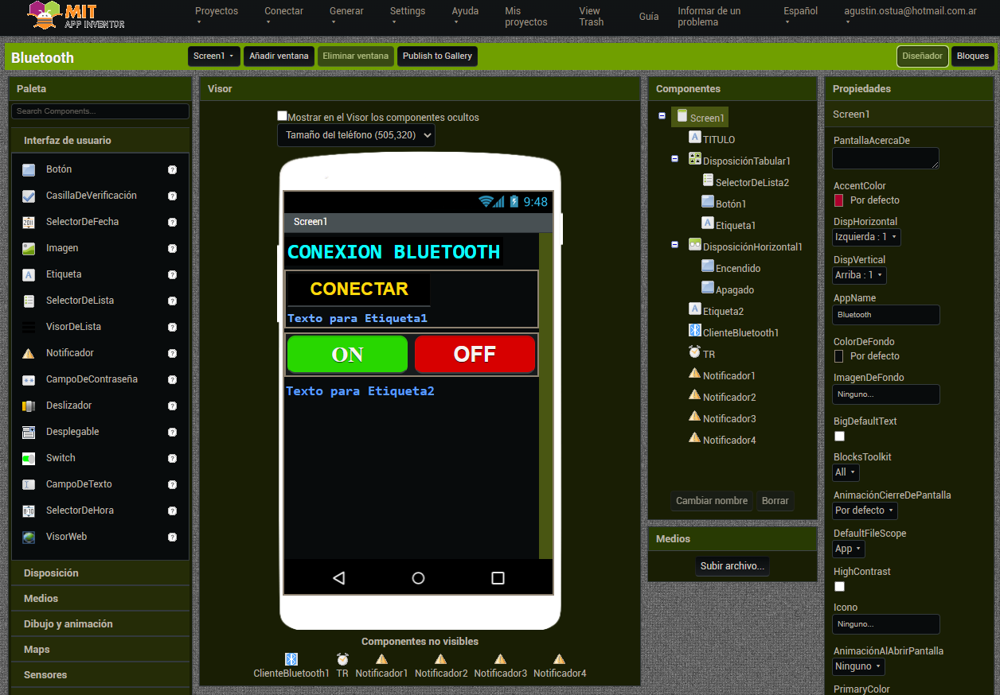 MIT
APP INVENTOR
Proyectos
Conectar
Generar
Settings
Ayuda
Mis proyectos
View Trash
Guía
Informar de un problema
Español
agustin.ostua@hotmail.com.ar
Bluetooth
Screen1
Añadir ventana
Eliminar ventana
Publish to Gallery
Diseñador
Bloques
Paleta
Search Components...
Interfaz de usuario
Botón
CasillaDeVerificación
SelectorDeFecha
Imagen
Etiqueta
SelectorDeLista
VisorDeLista
Notificador
CampoDeContraseña
Deslizador
Desplegable
Switch
CampoDeTexto
SelectorDeHora
VisorWeb
Disposición
Medios
Dibujo y animación
Maps
Sensores
Visor
Mostrar en el Visor los componentes ocultos
Tamaño del teléfono (505,320)
9:48
Screen1
CONEXION BLUETOOTH
CONECTAR
Texto para Etiqueta1
ON OFF
Texto para Etiqueta2
Componentes no visibles
ClienteBluetooth1 TR Notificador1 Notificador2 Notificador3 Notificador4
Componentes
Screen1
TITULO
DisposiciónTabular1
SelectorDeLista2
Botón1
Etiqueta1
DisposiciónHorizontal1
Encendido
Apagado
Etiqueta2
ClienteBluetooth1
TR
Notificador1
Notificador2
Notificador3
Notificador4
Cambiar nombre Borrar
Medios
Subir archivo...
Propiedades
Screen1
PantallaAcercaDe
AccentColor
Por defecto
DispHorizontal
Izquierda : 1
DispVertical
Arriba : 1
AppName
Bluetooth
ColorDeFondo
Por defecto
ImagenDeFondo
Ninguno...
BigDefaultText
BlocksToolkit
All
AnimaciónCierreDePantalla
Por defecto
DefaultFileScope
App
HighContrast
Icono
Ninguno...
AnimaciónAlAbrirPantalla
Ninguno
PrimaryColor